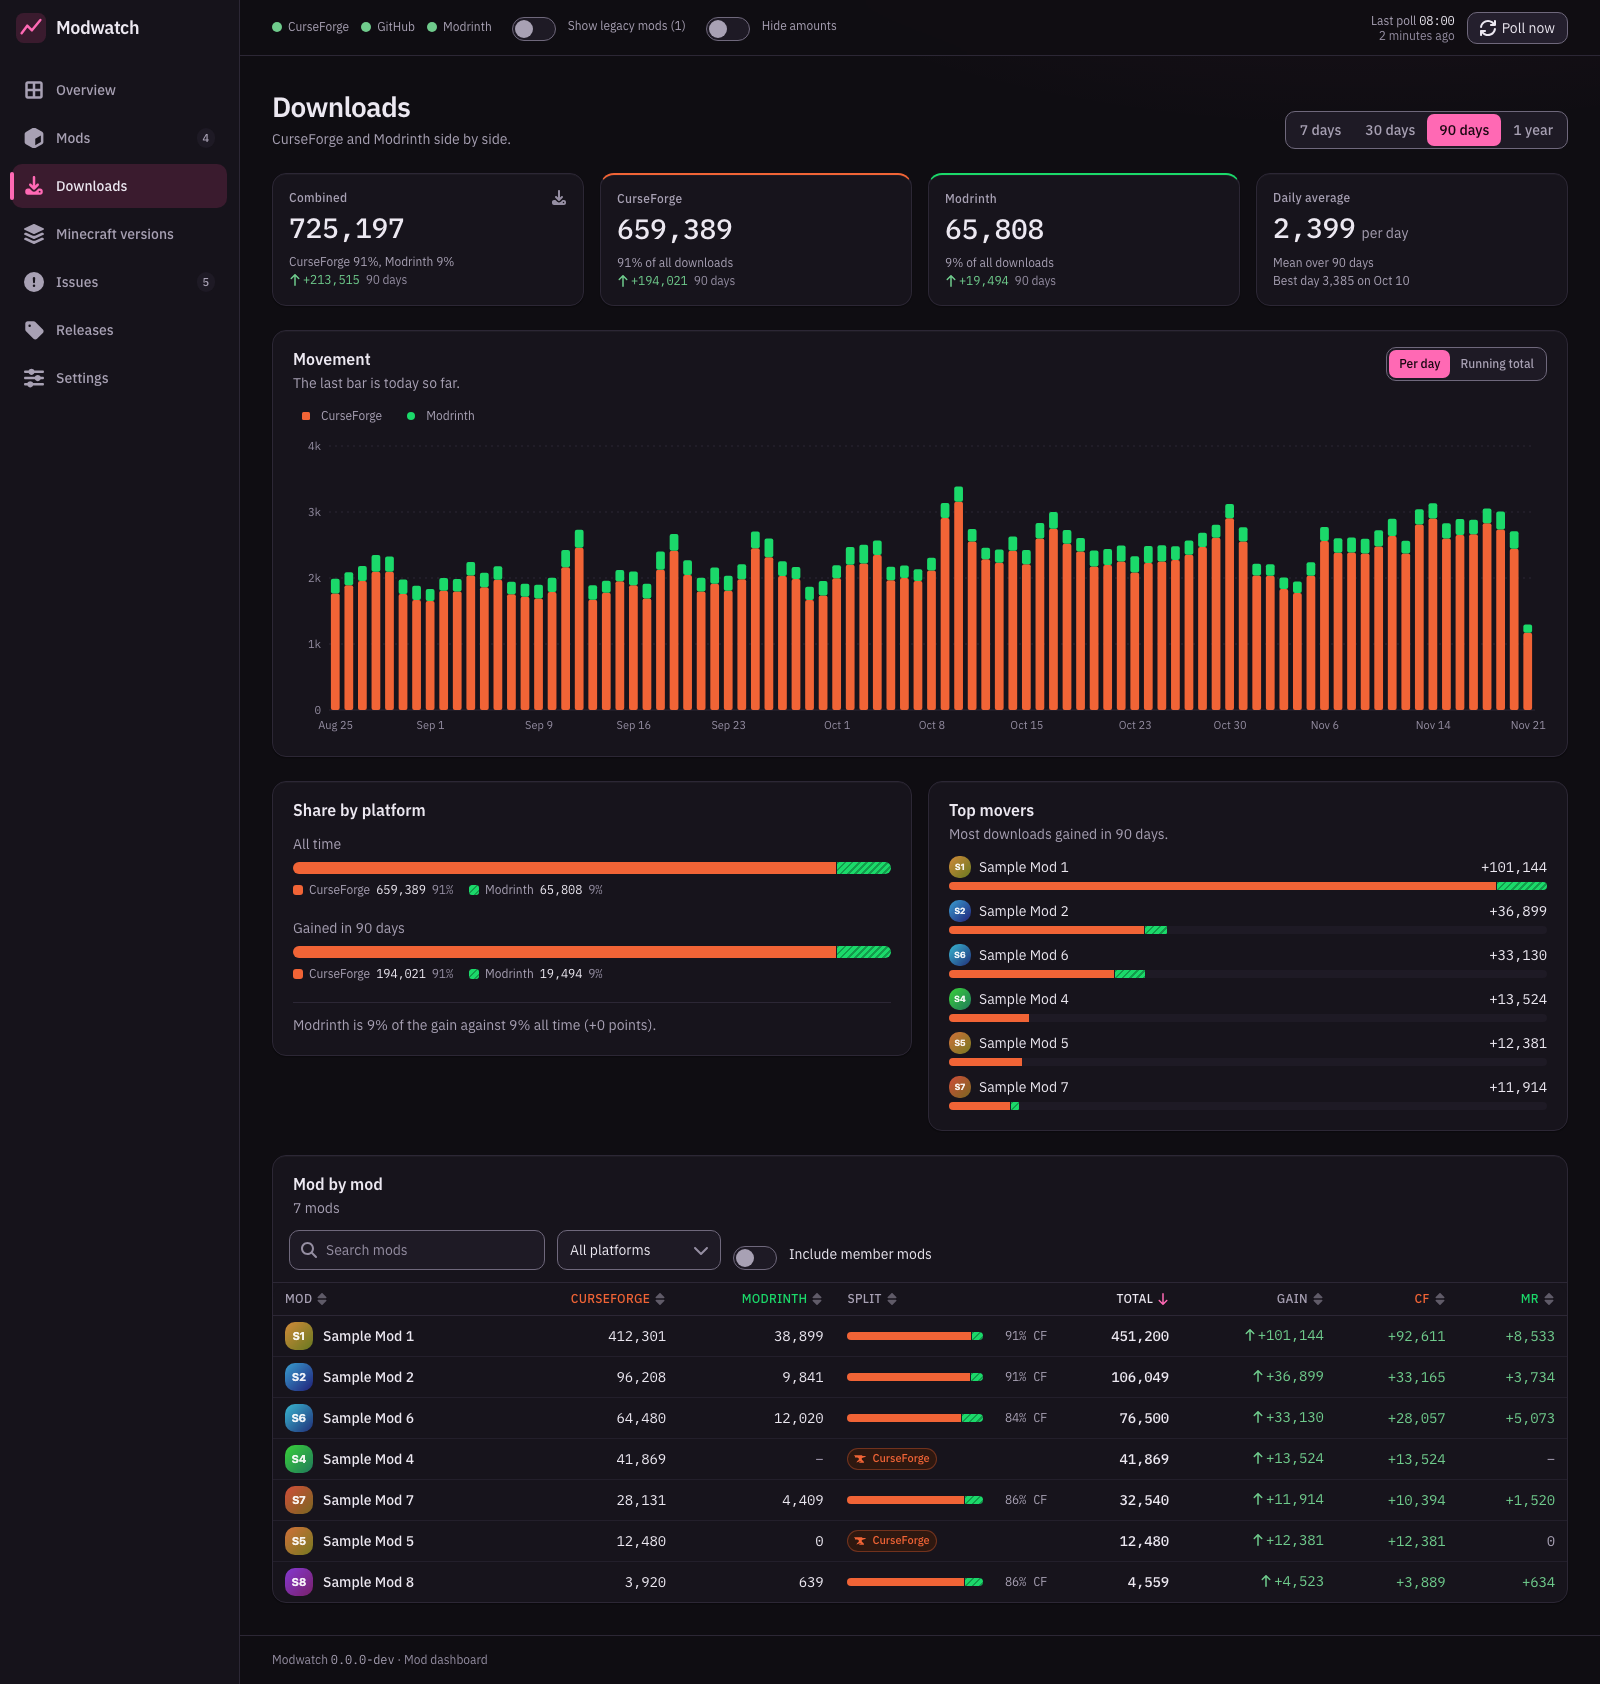 Modwatch
Overview
Mods 4
Downloads
Minecraft versions
Issues 5
Releases
Settings
CurseForge GitHub Modrinth Show legacy mods (1) Hide amounts
Last poll 08:00
2 minutes ago
Poll now
Downloads
CurseForge and Modrinth side by side.
7 days 30 days 90 days 1 year
Combined
725,197
CurseForge 91%, Modrinth 9%
+213,515 90 days
CurseForge
659,389
91% of all downloads
+194,021 90 days
Modrinth
65,808
9% of all downloads
+19,494 90 days
Daily average
2,399 per day
Mean over 90 days
Best day 3,385 on Oct 10
Movement
The last bar is today so far.
Per day Running total
CurseForge Modrinth
4k
3k
2k
1k
0
Aug 25 Sep 1 Sep 9 Sep 16 Sep 23 Oct 1 Oct 8 Oct 15 Oct 23 Oct 30 Nov 6 Nov 14 Nov 21
Share by platform
All time
CurseForge 659,389 91% Modrinth 65,808 9%
Gained in 90 days
CurseForge 194,021 91% Modrinth 19,494 9%
Modrinth is 9% of the gain against 9% all time (+0 points).
Top movers
Most downloads gained in 90 days.
S1 Sample Mod 1 +101,144
S2 Sample Mod 2 +36,899
S6 Sample Mod 6 +33,130
S4 Sample Mod 4 +13,524
S5 Sample Mod 5 +12,381
S7 Sample Mod 7 +11,914
Mod by mod
7 mods
Search mods All platforms Include member mods
MOD CURSEFORGE MODRINTH SPLIT TOTAL GAIN CF MR
S1 Sample Mod 1 412,301 38,899 91% CF 451,200 +101,144 +92,611 +8,533
S2 Sample Mod 2 96,208 9,841 91% CF 106,049 +36,899 +33,165 +3,734
S6 Sample Mod 6 64,480 12,020 84% CF 76,500 +33,130 +28,057 +5,073
S4 Sample Mod 4 41,869 – CurseForge 41,869 +13,524 +13,524 –
S7 Sample Mod 7 28,131 4,409 86% CF 32,540 +11,914 +10,394 +1,520
S5 Sample Mod 5 12,480 0 CurseForge 12,480 +12,381 +12,381 0
S8 Sample Mod 8 3,920 639 86% CF 4,559 +4,523 +3,889 +634
Modwatch 0.0.0-dev · Mod dashboard